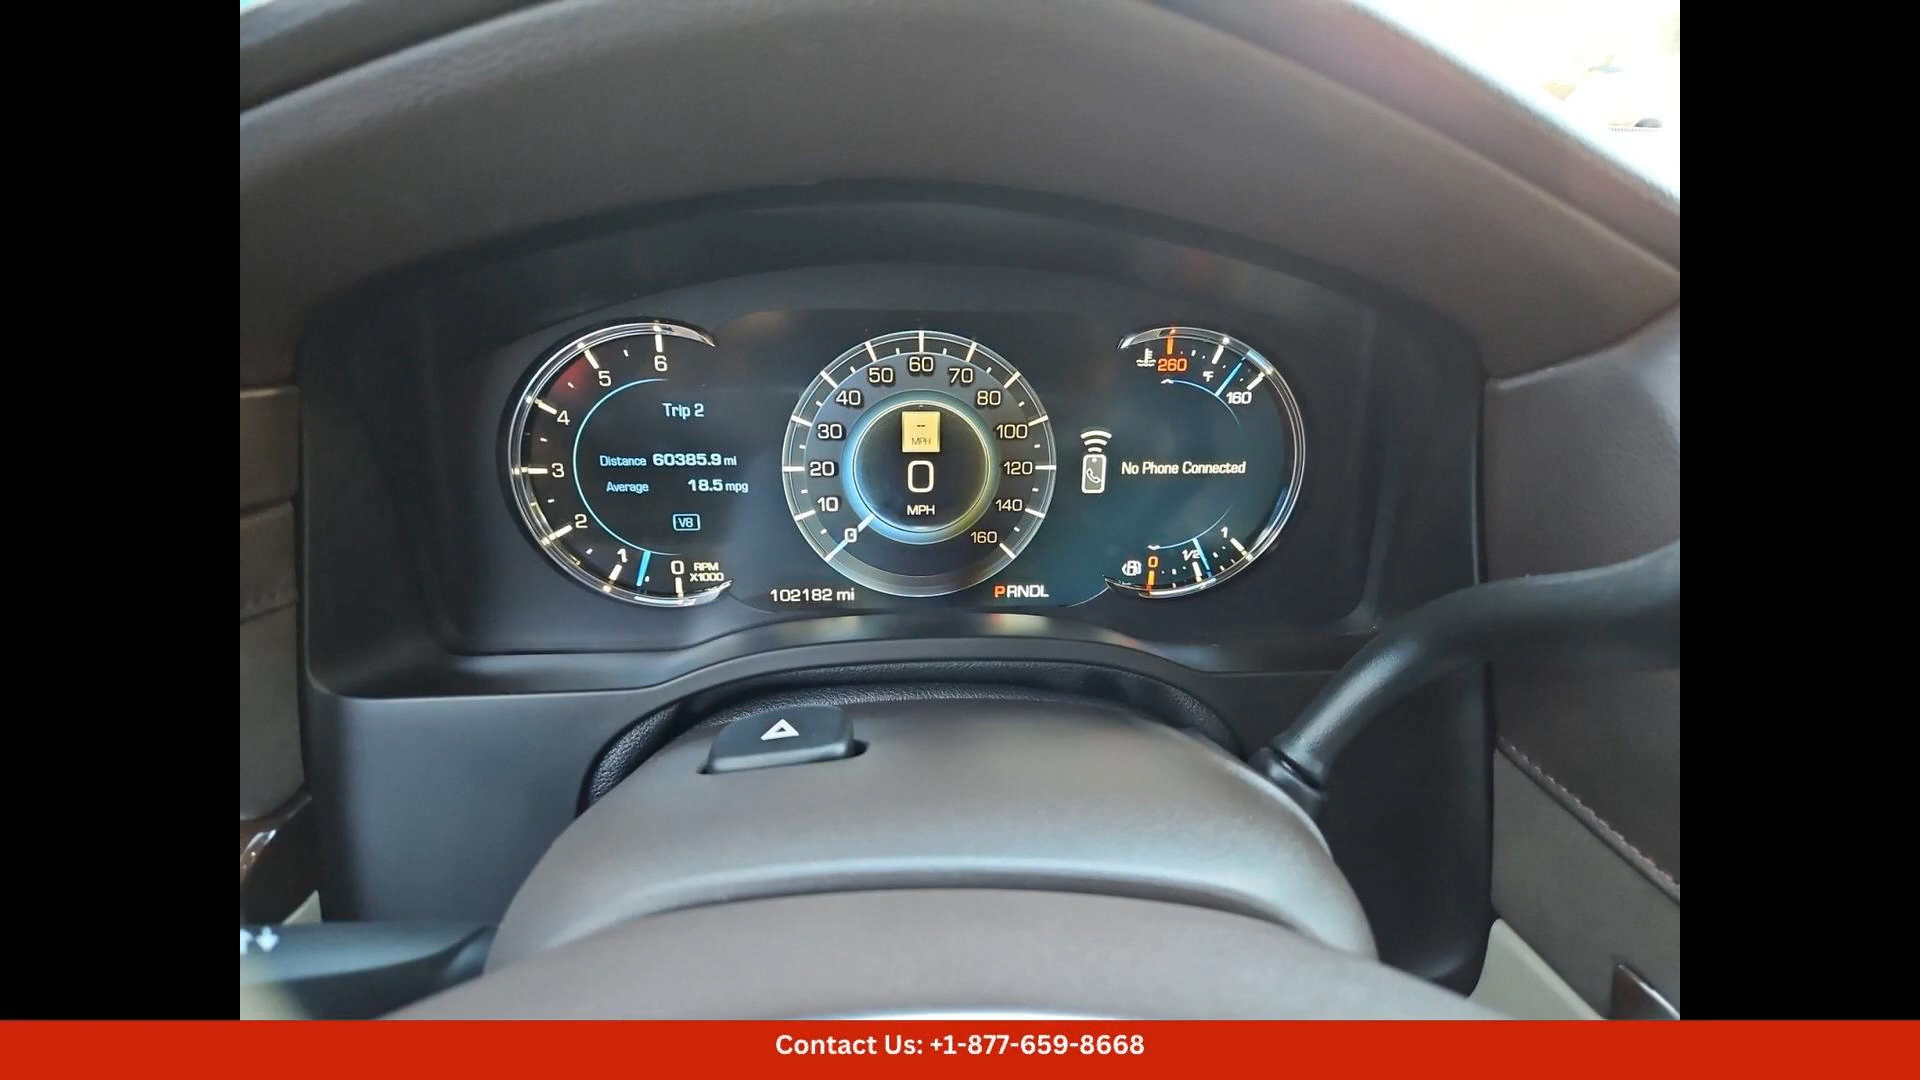 6
5
4
3
2
1
0 RPM
X1000
Trip 2
Distance 60385.9 mi
Average 18.5 mpg
V8
0
10
20
30
40
50
60
70
80
100
120
140
160
--
MPH
0
MPH
102182 mi
PRNDL
260
°F
160
No Phone Connected
0
1/2
1
Contact Us: +1-877-659-8668